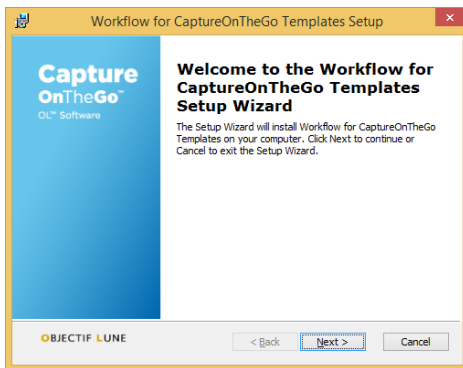 Workflow for CaptureOnTheGo Templates Setup
×
Capture
OnTheGo™
OL™ Software
Welcome to the Workflow for
CaptureOnTheGo Templates
Setup Wizard
The Setup Wizard will install Workflow for CaptureOnTheGo
Templates on your computer. Click Next to continue or
Cancel to exit the Setup Wizard.
OBJECTIF LUNE
< Back
Next >
Cancel